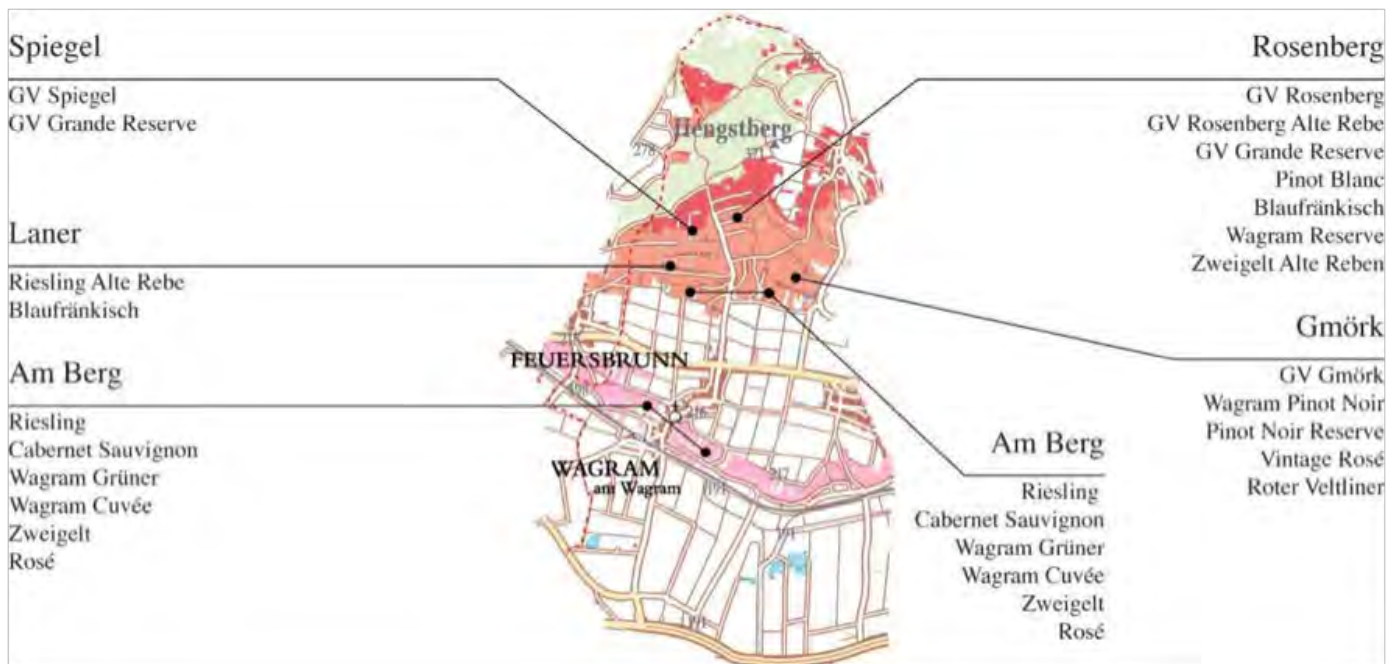 Spiegel
GV Spiegel
GV Grande Reserve
Laner
Riesling Alte Rebe
Blaufränkisch
Am Berg
Riesling
Cabernet Sauvignon
Wagram Grüner
Wagram Cuvée
Zweigelt
Rosé
Hengstberg
278
FEUERSBRUNN
216
WAGRAM
am Wagram
217
Rosenberg
GV Rosenberg
GV Rosenberg Alte Rebe
GV Grande Reserve
Pinot Blanc
Blaufränkisch
Wagram Reserve
Zweigelt Alte Reben
Gmörk
GV Gmörk
Wagram Pinot Noir
Pinot Noir Reserve
Vintage Rosé
Roter Veltliner
Am Berg
Riesling
Cabernet Sauvignon
Wagram Grüner
Wagram Cuvée
Zweigelt
Rosé